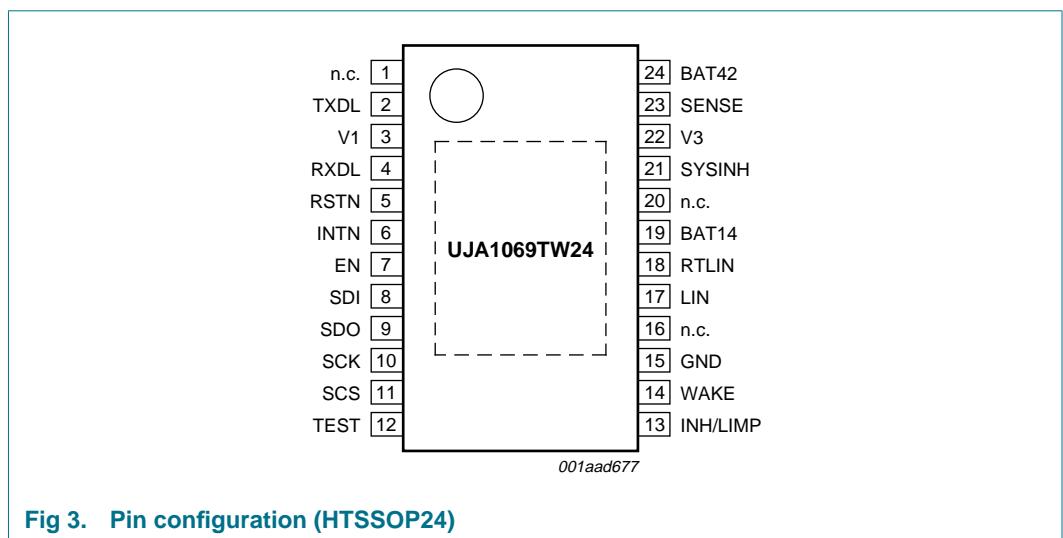 n.c. 1 24 BAT42
TXDL 2 23 SENSE
V1 3 22 V3
RXDL 4 21 SYSINH
RSTN 5 20 n.c.
INTN 6 19 BAT14
UJA1069TW24
EN 7 18 RTLIN
SDI 8 17 LIN
SDO 9 16 n.c.
SCK 10 15 GND
SCS 11 14 WAKE
TEST 12 13 INH/LIMP
001aad677
Fig 3. Pin configuration (HTSSOP24)